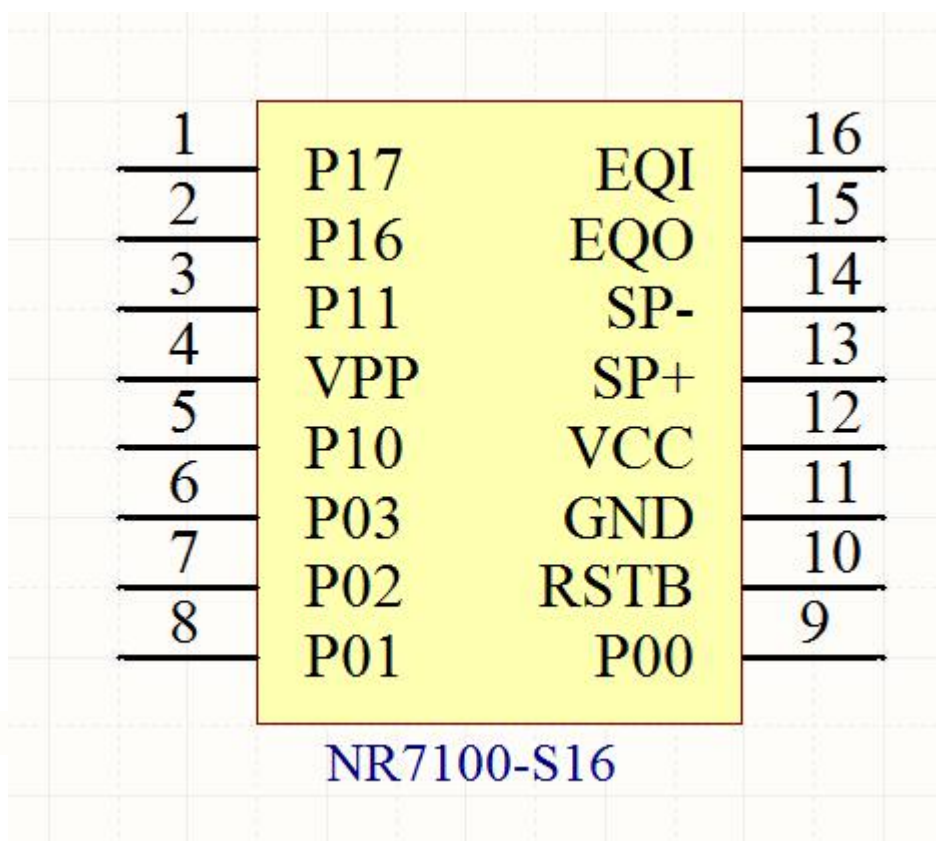 1 P17 EQI 16
2 P16 EQO 15
3 P11 SP- 14
4 VPP SP+ 13
5 P10 VCC 12
6 P03 GND 11
7 P02 RSTB 10
8 P01 P00 9
NR7100-S16